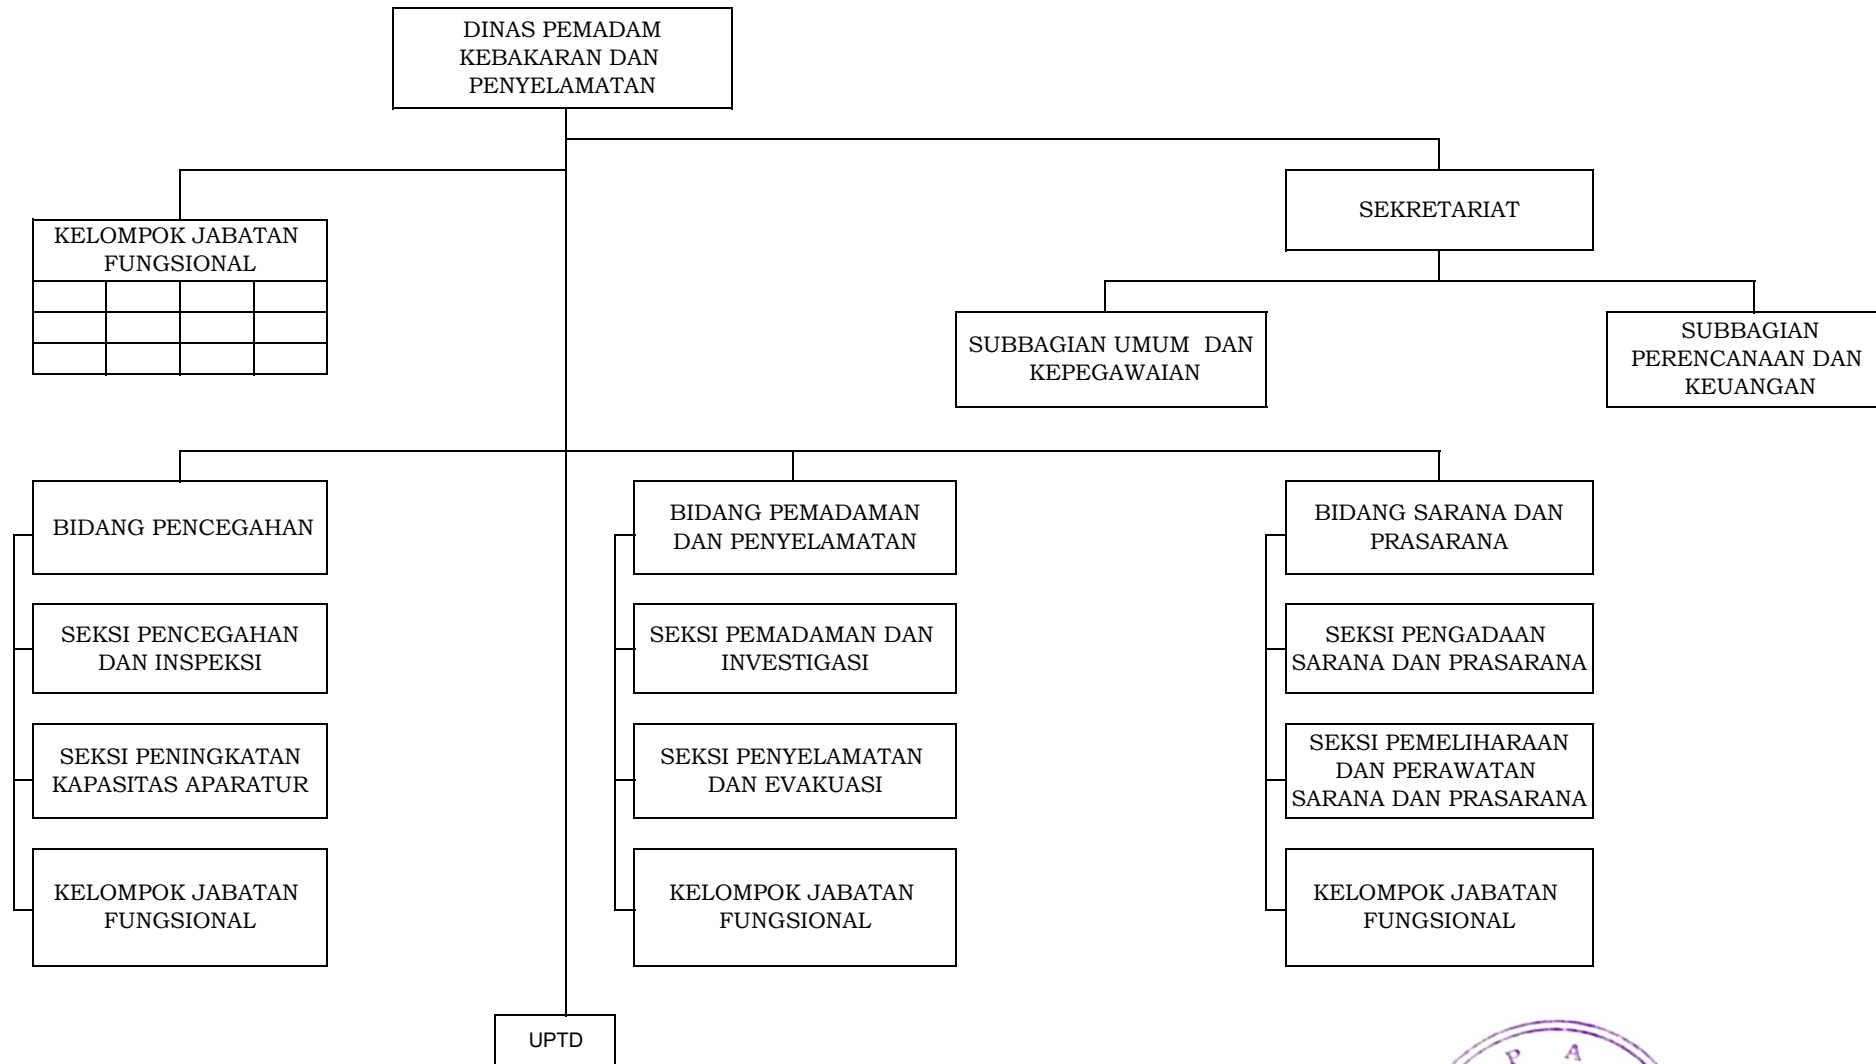 DINAS PEMADAM
KEBAKARAN DAN
PENYELAMATAN
SEKRETARIAT
KELOMPOK JABATAN
FUNGSIONAL
SUBBAGIAN UMUM DAN
KEPEGAWAIAN
SUBBAGIAN
PERENCANAAN DAN
KEUANGAN
BIDANG PENCEGAHAN
SEKSI PENCEGAHAN
DAN INSPEKSI
SEKSI PENINGKATAN
KAPASITAS APARATUR
KELOMPOK JABATAN
FUNGSIONAL
BIDANG PEMADAMAN
DAN PENYELAMATAN
SEKSI PEMADAMAN DAN
INVESTIGASI
SEKSI PENYELAMATAN
DAN EVAKUASI
KELOMPOK JABATAN
FUNGSIONAL
BIDANG SARANA DAN
PRASARANA
SEKSI PENGADAAN
SARANA DAN PRASARANA
SEKSI PEMELIHARAAN
DAN PERAWATAN
SARANA DAN PRASARANA
KELOMPOK JABATAN
FUNGSIONAL
UPTD
P A